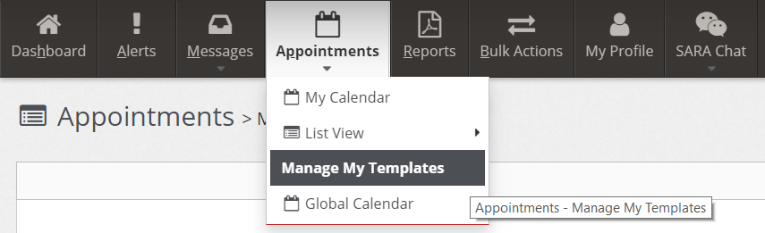 Dashboard
Alerts
Messages
Appointments
Reports
Bulk Actions
My Profile
SARA Chat
My Calendar
Appointments >
List View
Manage My Templates
Global Calendar
Appointments - Manage My Templates